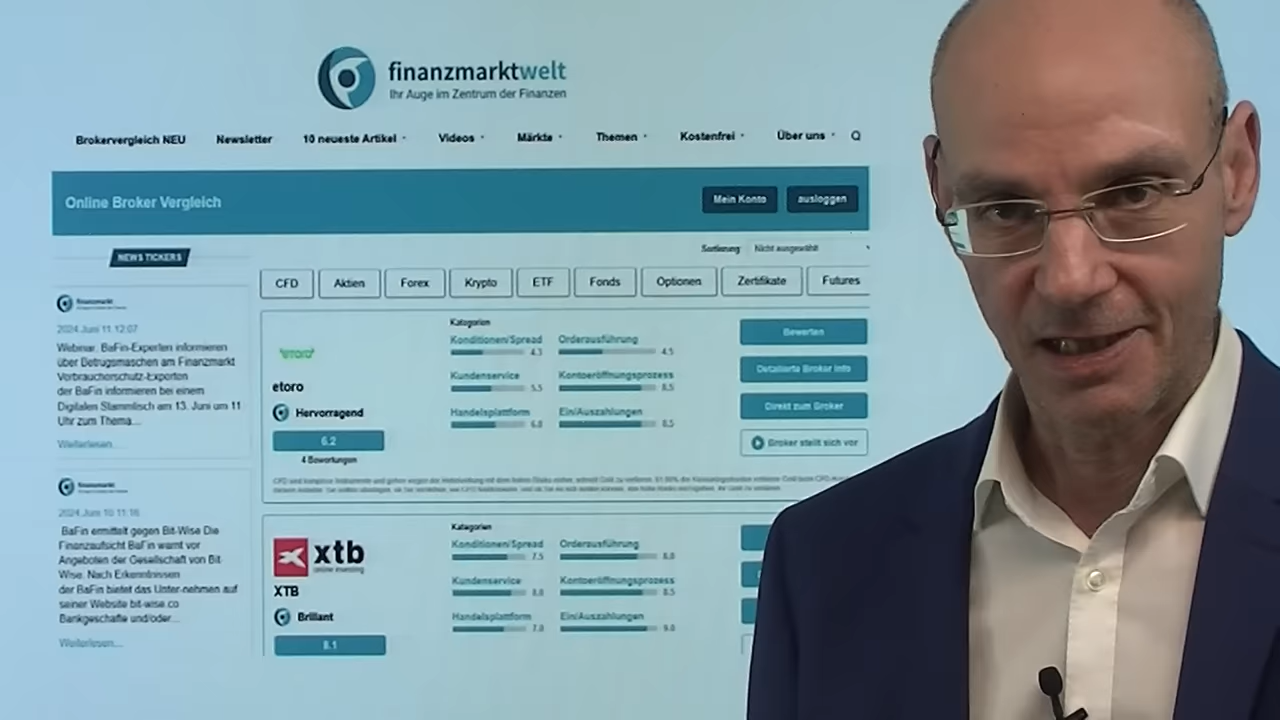 finanzmarktwelt
Ihr Auge im Zentrum der Finanzen
Brokervergleich NEU Newsletter 10 neueste Artikel Videos Märkte Themen Kostenfrei Über uns
Online Broker Vergleich Mein Konto ausloggen
NEWS TICKERS
Sortierung: Nicht ausgewählt
CFD Aktien Forex Krypto ETF Fonds Optionen Zertifikate Futures
finanzmarkt
2024 Juni 11 12:07
Webinar: BaFin-Experten informieren
über Betrugsmaschen am Finanzmarkt
Verbraucherschutz-Experten
der BaFin informieren bei einem
Digitalen Stammtisch am 13. Juni um 11
Uhr zum Thema...
Weiterlesen...
finanzmarkt
2024 Juni 10 11:16
BaFin ermittelt gegen Bit-Wise Die
Finanzaufsicht BaFin warnt vor
Angeboten der Gesellschaft von Bit
Wise. Nach Erkenntnissen
der BaFin bietet das Unter-nehmen auf
seiner Website bit-wise.co
Bankgeschäfte und/oder...
Weiterlesen...
etoro
etoro
Hervorragend
6.2
4 Bewertungen
Kategorien
Konditionen/Spread 4.3 Orderausführung 4.5
Kundenservice 5.5 Kontoeröffnungsprozess 8.5
Handelsplattform 6.8 Ein/Auszahlungen 8.5
Bewerten
Detailierte Broker Info
Direkt zum Broker
Broker stellt sich vor
xtb
online investing
XTB
Brillant
8.1
Kategorien
Konditionen/Spread 7.5 Orderausführung 8.0
Kundenservice 8.8 Kontoeröffnungsprozess 8.5
Handelsplattform 7.8 Ein/Auszahlungen 9.0